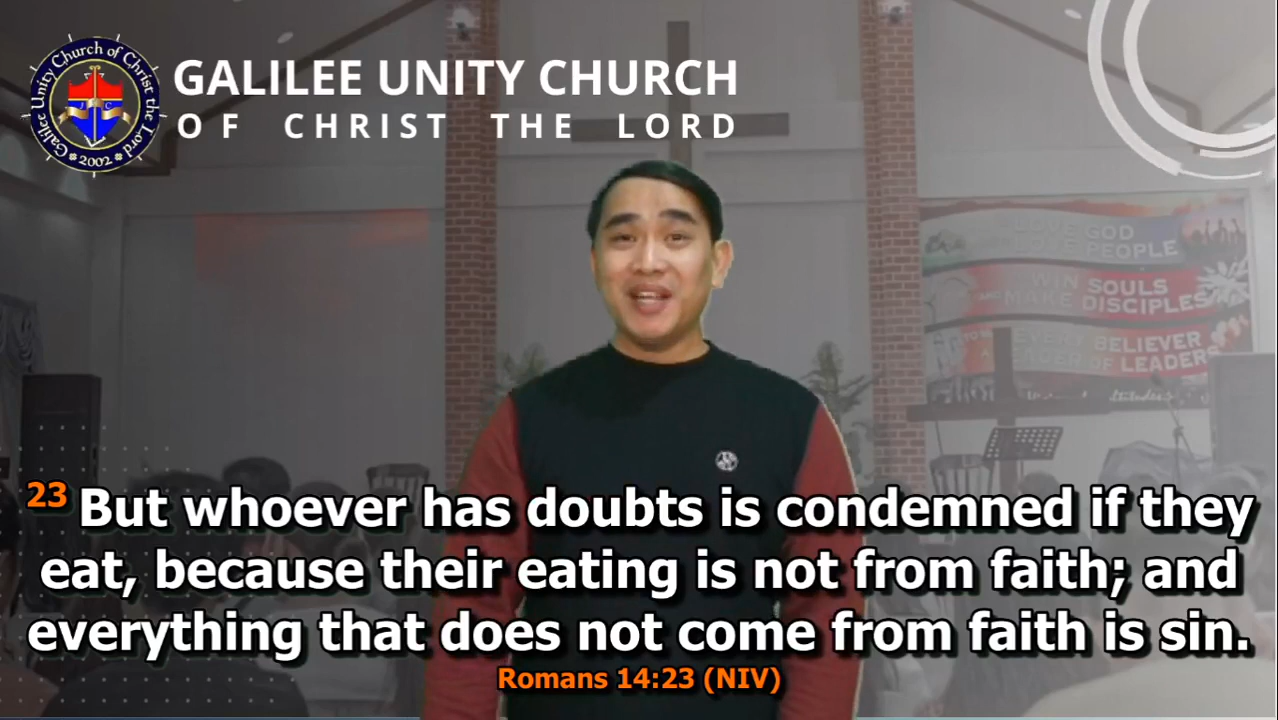 Galilee Unity Church of Christ the Lord
J C
2002
GALILEE UNITY CHURCH
OF CHRIST THE LORD
GOD
PEOPLE
WIN SOULS
MAKE DISCIPLES
EVERY BELIEVER
LEADER OF LEADERS
23 But whoever has doubts is condemned if they
eat, because their eating is not from faith; and
everything that does not come from faith is sin.
Romans 14:23 (NIV)